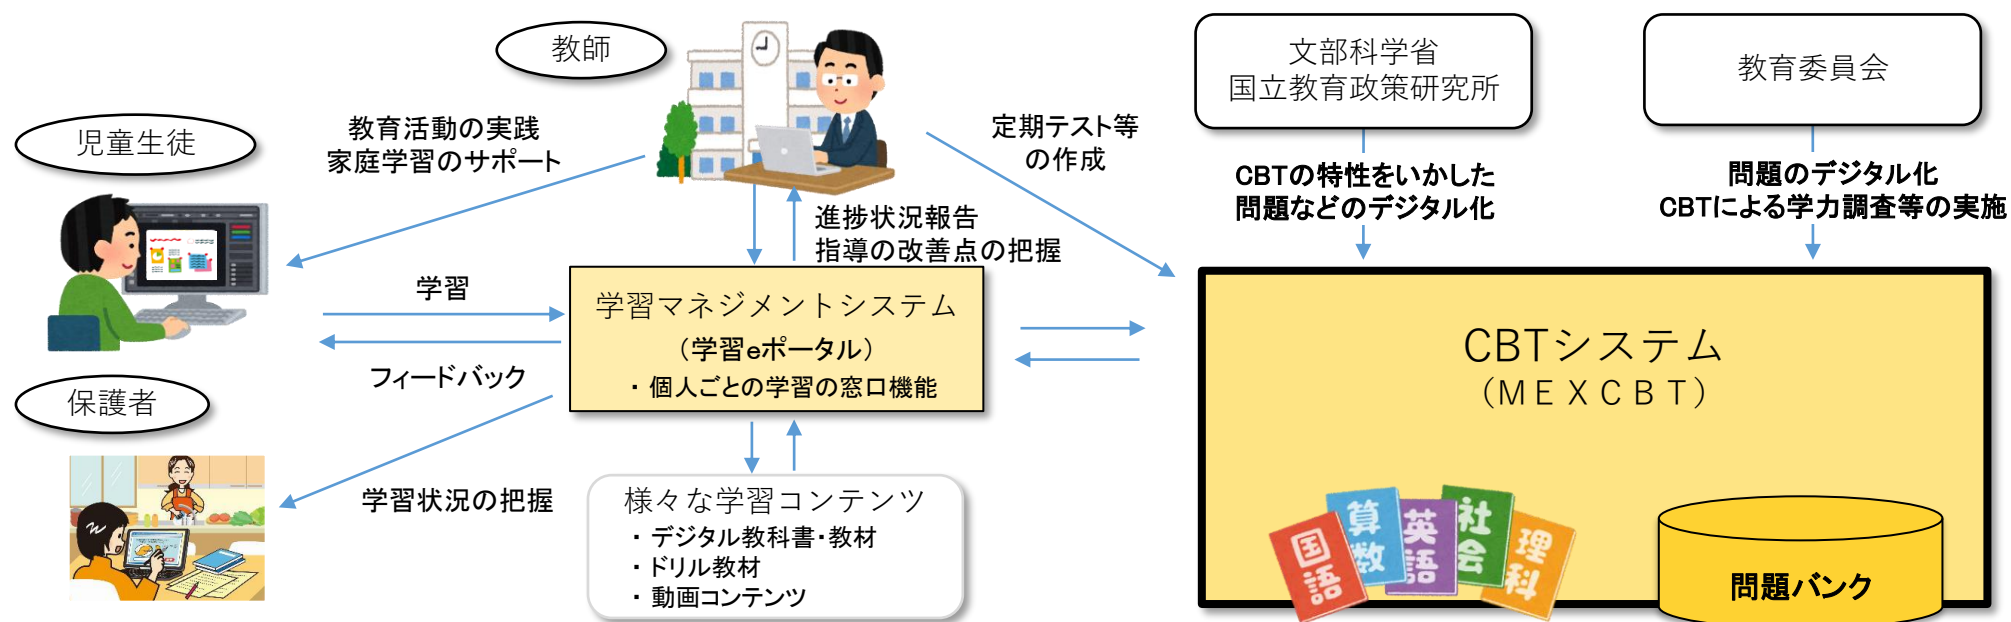 教師
文部科学省
国立教育政策研究所
教育委員会
児童生徒
教育活動の実践
家庭学習のサポート
定期テスト等
の作成
CBTの特性をいかした
問題などのデジタル化
問題のデジタル化
CBTによる学力調査等の実施
進捗状況報告
指導の改善点の把握
学習
学習マネジメントシステム
（学習eポータル）
・個人ごとの学習の窓口機能
フィードバック
CBTシステム
（ＭＥＸＣＢＴ）
保護者
学習状況の把握
様々な学習コンテンツ
・デジタル教科書・教材
・ドリル教材
・動画コンテンツ
国語
算数
英語
社会
理科
問題バンク